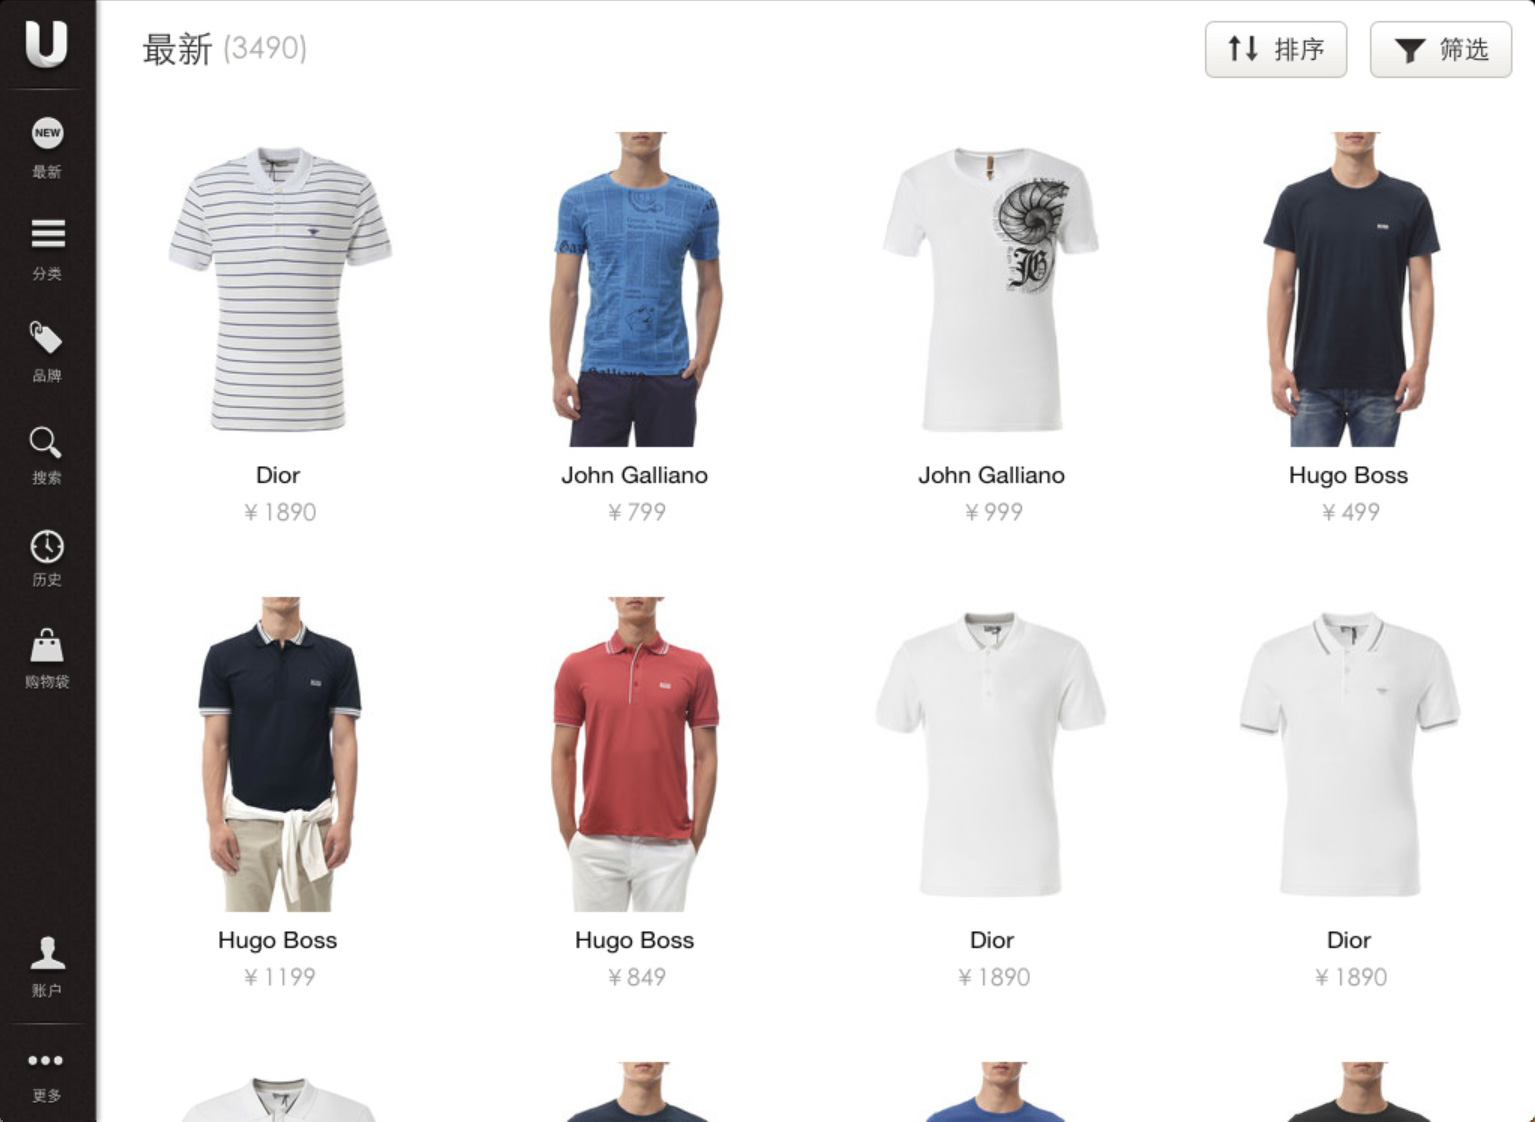 U
最新 (3490)
排序
筛选
NEW
最新
分类
品牌
搜索
历史
购物袋
账户
更多
Dior
¥ 1890
John Galliano
¥ 799
John Galliano
¥ 999
Hugo Boss
¥ 499
Hugo Boss
¥ 1199
Hugo Boss
¥ 849
Dior
¥ 1890
Dior
¥ 1890